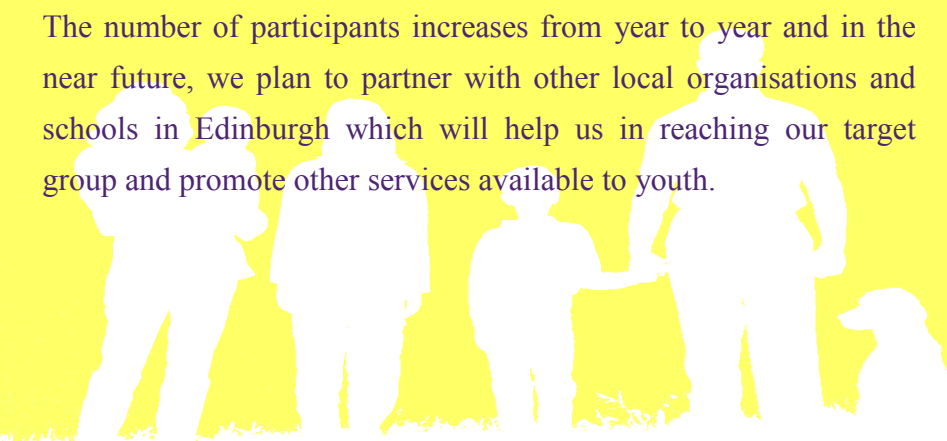 The number of participants increases from year to year and in the
near future, we plan to partner with other local organisations and
schools in Edinburgh which will help us in reaching our target
group and promote other services available to youth.